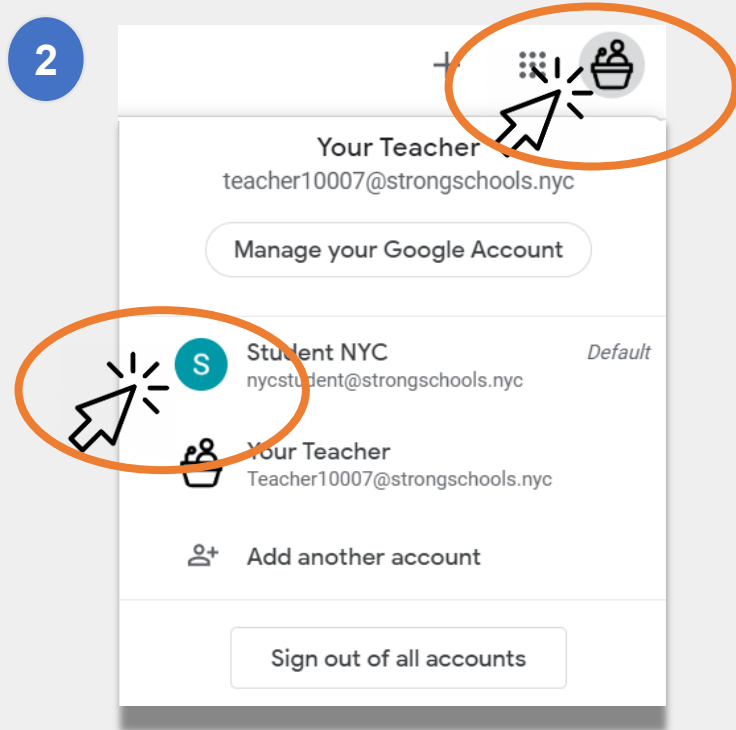 2
Your Teacher
teacher10007@strongschools.nyc
Manage your Google Account
S
Student NYC
Default
nycstudent@strongschools.nyc
Your Teacher
Teacher10007@strongschools.nyc
Add another account
Sign out of all accounts